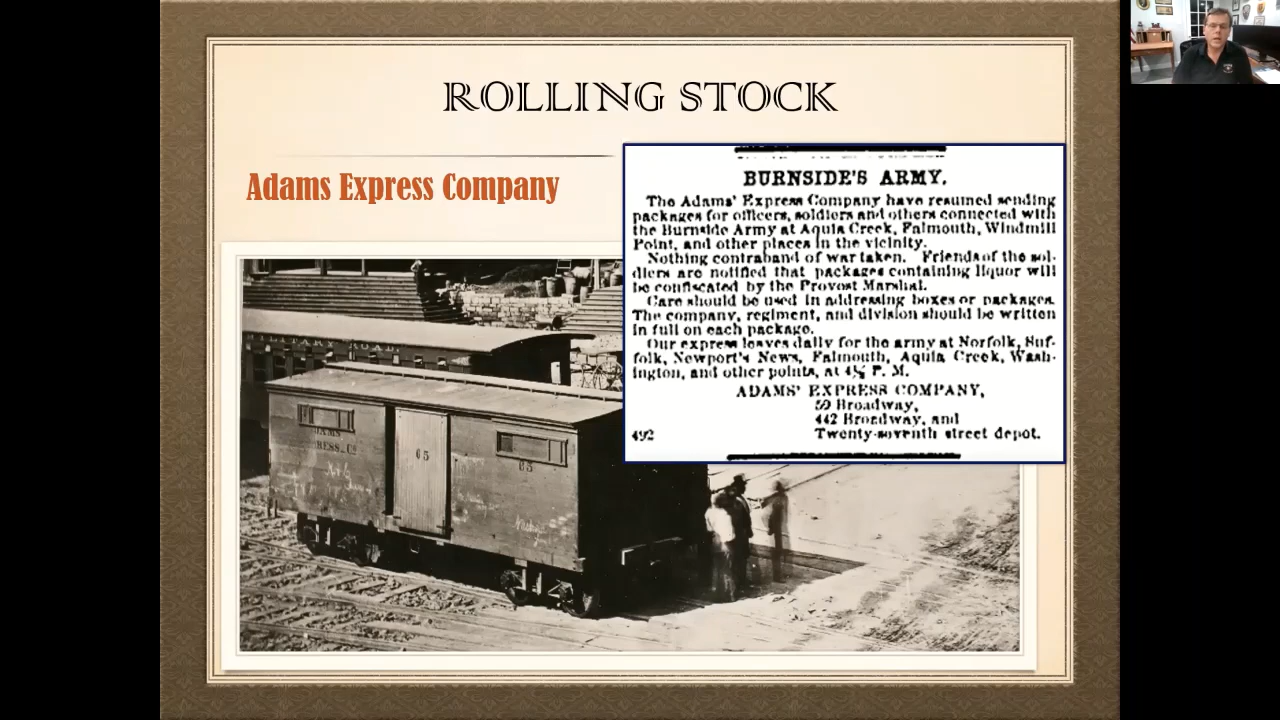 ROLLING STOCK
Adams Express Company
BURNSIDE'S ARMY.
The Adams' Express Company have resumed sending
packages for officers, soldiers and others connected with
the Burnside Army at Aquia Creek, Falmouth, Windmill
Point, and other places in the vicinity.
Nothing contraband of war taken. Friends of the sol-
diers are notified that packages containing liquor will
be confiscated by the Provost Marshal.
Care should be used in addressing boxes or packages.
The company, regiment, and division should be written
in full on each package.
Our express leaves daily for the army at Norfolk, Suf-
folk, Newport's News, Falmouth, Aquia Creek, Wash-
ington, and other points, at 4½ P. M.
ADAMS' EXPRESS COMPANY,
59 Broadway,
442 Broadway, and
492 Twenty-seventh street depot.
MILITARY ROAD.
DAMS
RESS. CO
65
65